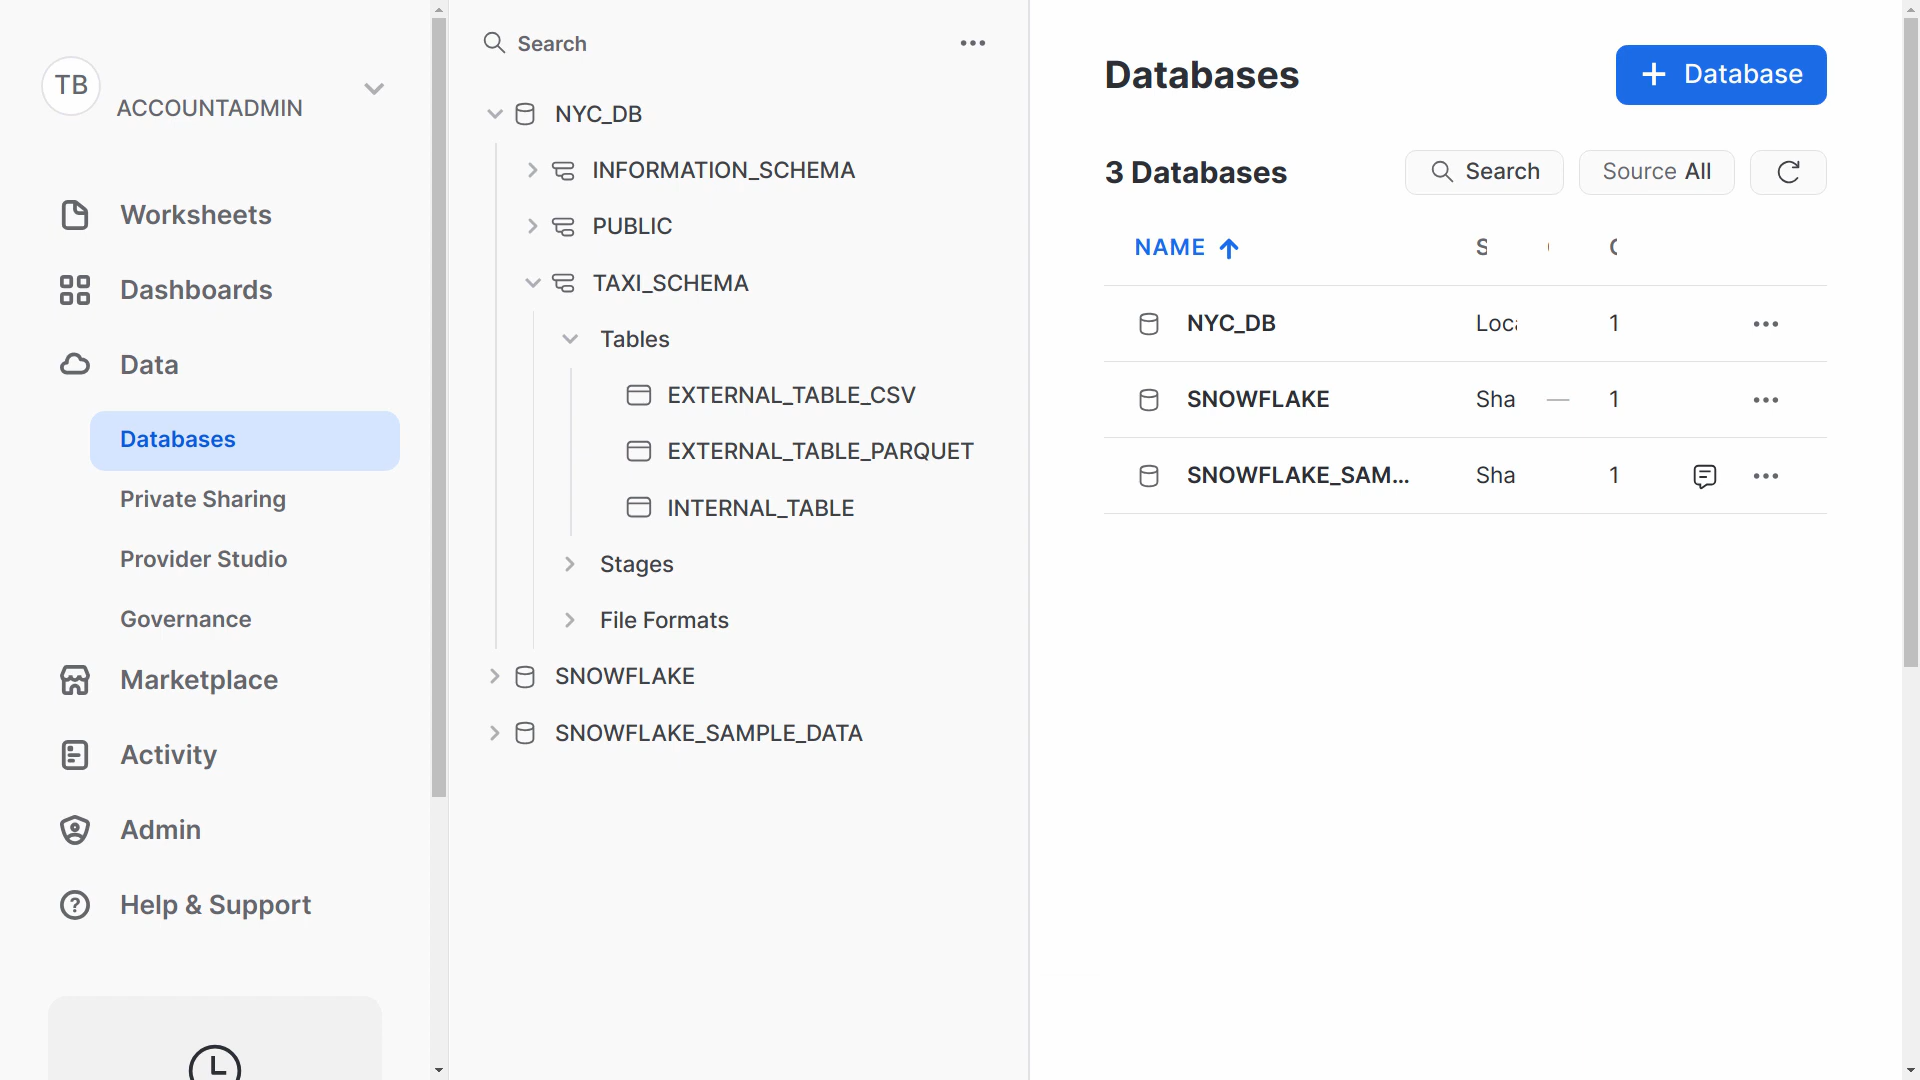 TB
ACCOUNTADMIN
Worksheets
Dashboards
Data
Databases
Private Sharing
Provider Studio
Governance
Marketplace
Activity
Admin
Help & Support
Search
NYC_DB
INFORMATION_SCHEMA
PUBLIC
TAXI_SCHEMA
Tables
EXTERNAL_TABLE_CSV
EXTERNAL_TABLE_PARQUET
INTERNAL_TABLE
Stages
File Formats
SNOWFLAKE
SNOWFLAKE_SAMPLE_DATA
Databases
+ Database
3 Databases
Search
Source All
NAME S
NYC_DB Loca 1
SNOWFLAKE Sha — 1
SNOWFLAKE_SAM... Sha 1